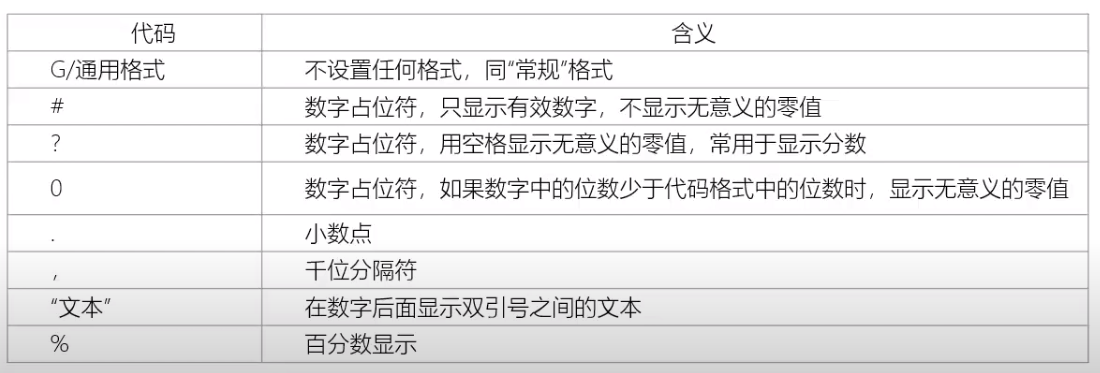 代码 含义
G/通用格式 不设置任何格式，同“常规”格式
# 数字占位符，只显示有效数字，不显示无意义的零值
? 数字占位符，用空格显示无意义的零值，常用于显示分数
0 数字占位符，如果数字中的位数少于代码格式中的位数时，显示无意义的零值
. 小数点
, 千位分隔符
“文本” 在数字后面显示双引号之间的文本
% 百分数显示